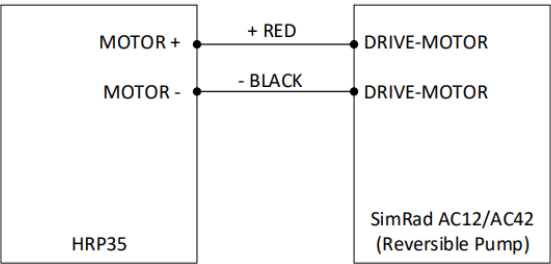 MOTOR +
+ RED
DRIVE-MOTOR
MOTOR -
- BLACK
DRIVE-MOTOR
HRP35
SimRad AC12/AC42
(Reversible Pump)